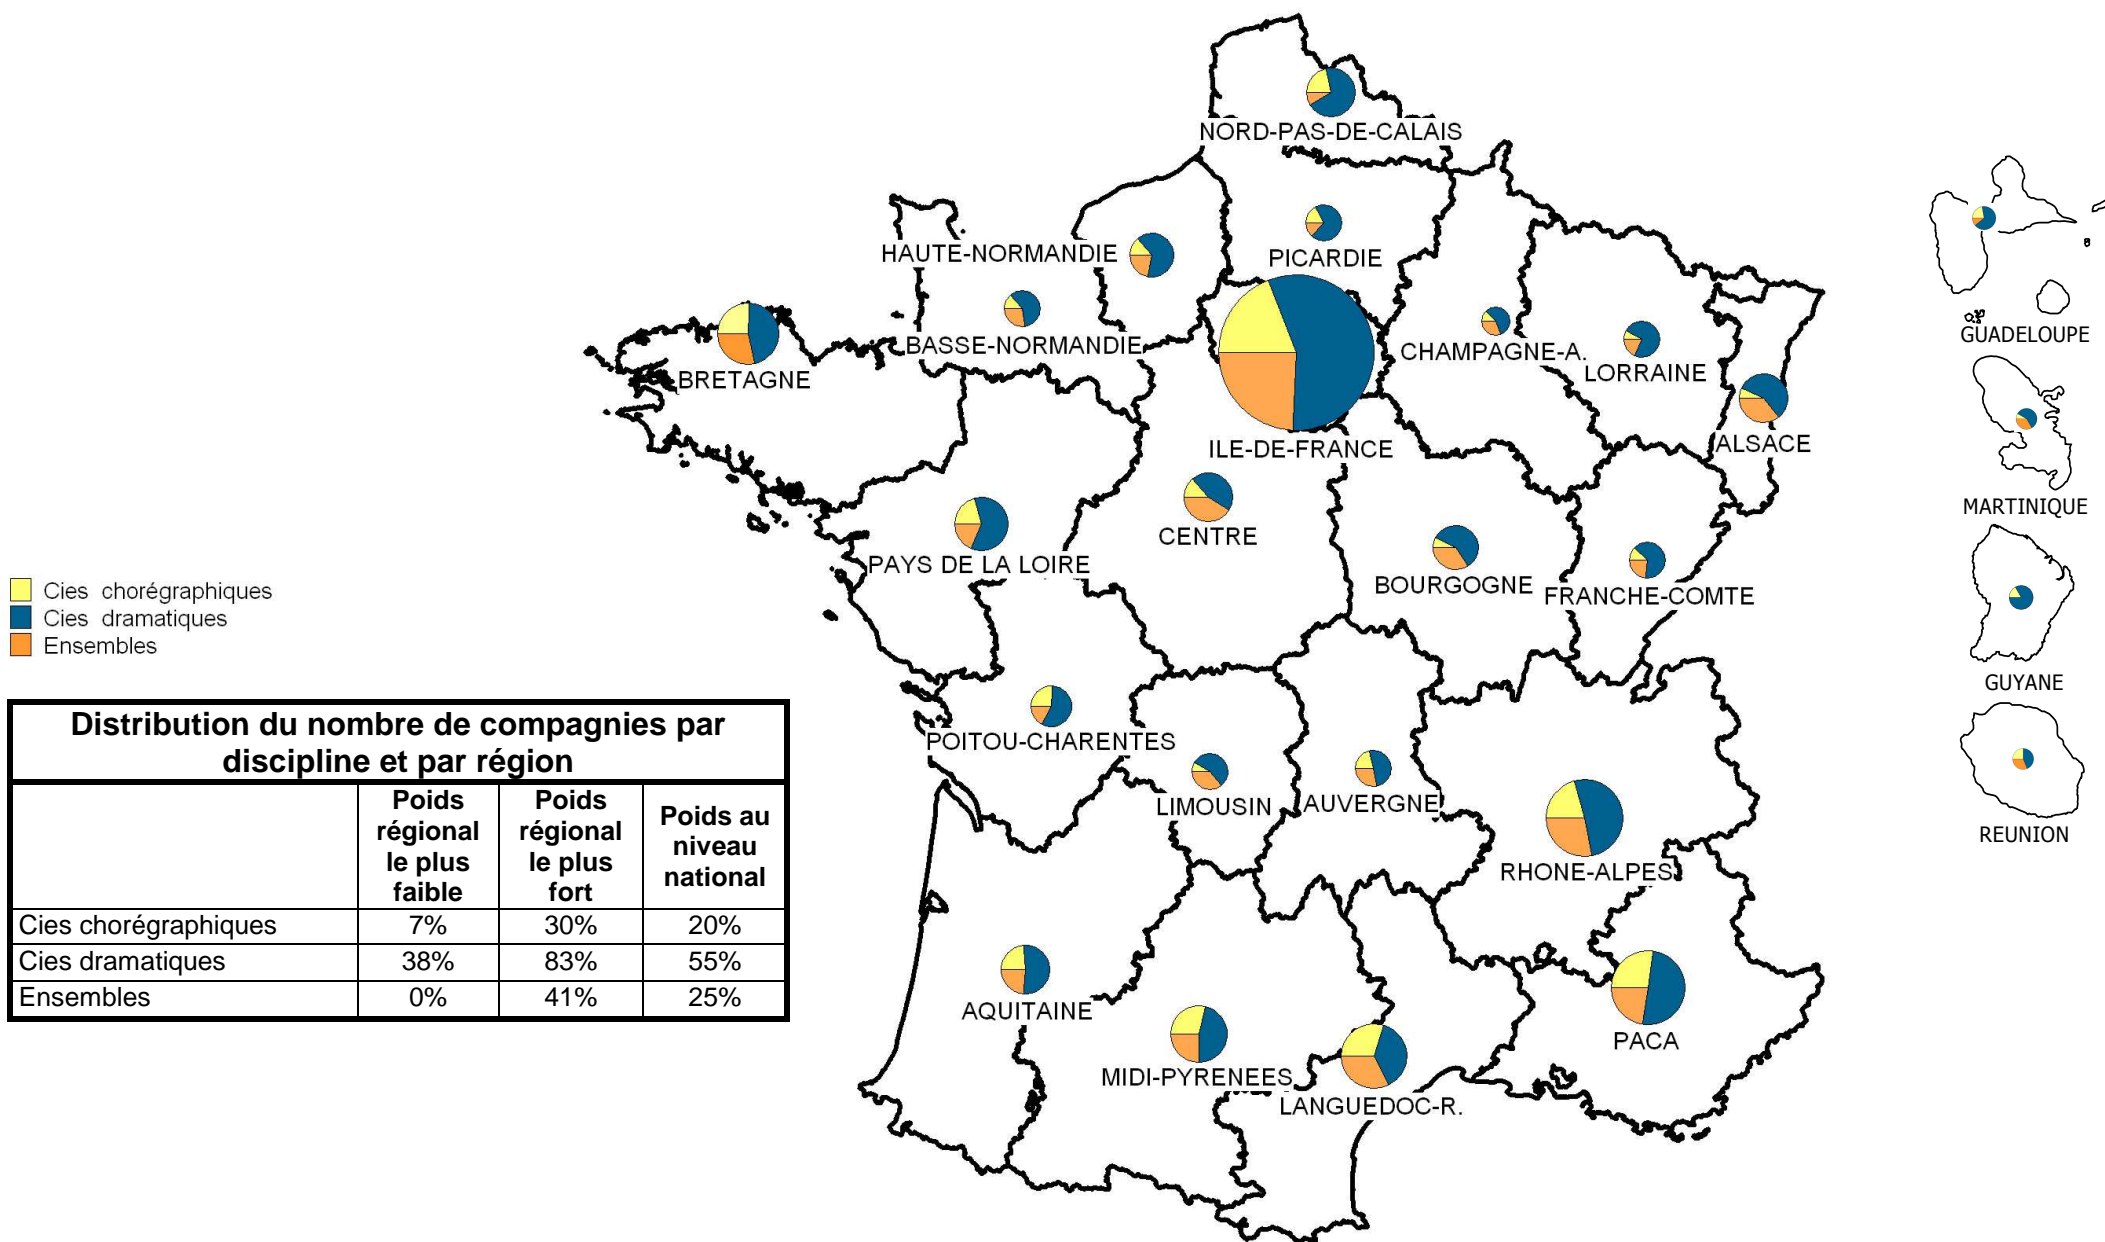 NORD-PAS-DE-CALAIS
HAUTE-NORMANDIE
PICARDIE
BASSE-NORMANDIE
CHAMPAGNE-A.
LORRAINE
BRETAGNE
ILE-DE-FRANCE
ALSACE
CENTRE
PAYS DE LA LOIRE
BOURGOGNE
FRANCHE-COMTE
POITOU-CHARENTES
LIMOUSIN
AUVERGNE
RHONE-ALPES
AQUITAINE
MIDI-PYRENEES
LANGUEDOC-R.
PACA
GUADELOUPE
MARTINIQUE
GUYANE
REUNION
Cies chorégraphiques
Cies dramatiques
Ensembles
Distribution du nombre de compagnies par
discipline et par région
Poids régional le plus faible
Poids régional le plus fort
Poids au niveau national
Cies chorégraphiques 7% 30% 20%
Cies dramatiques 38% 83% 55%
Ensembles 0% 41% 25%